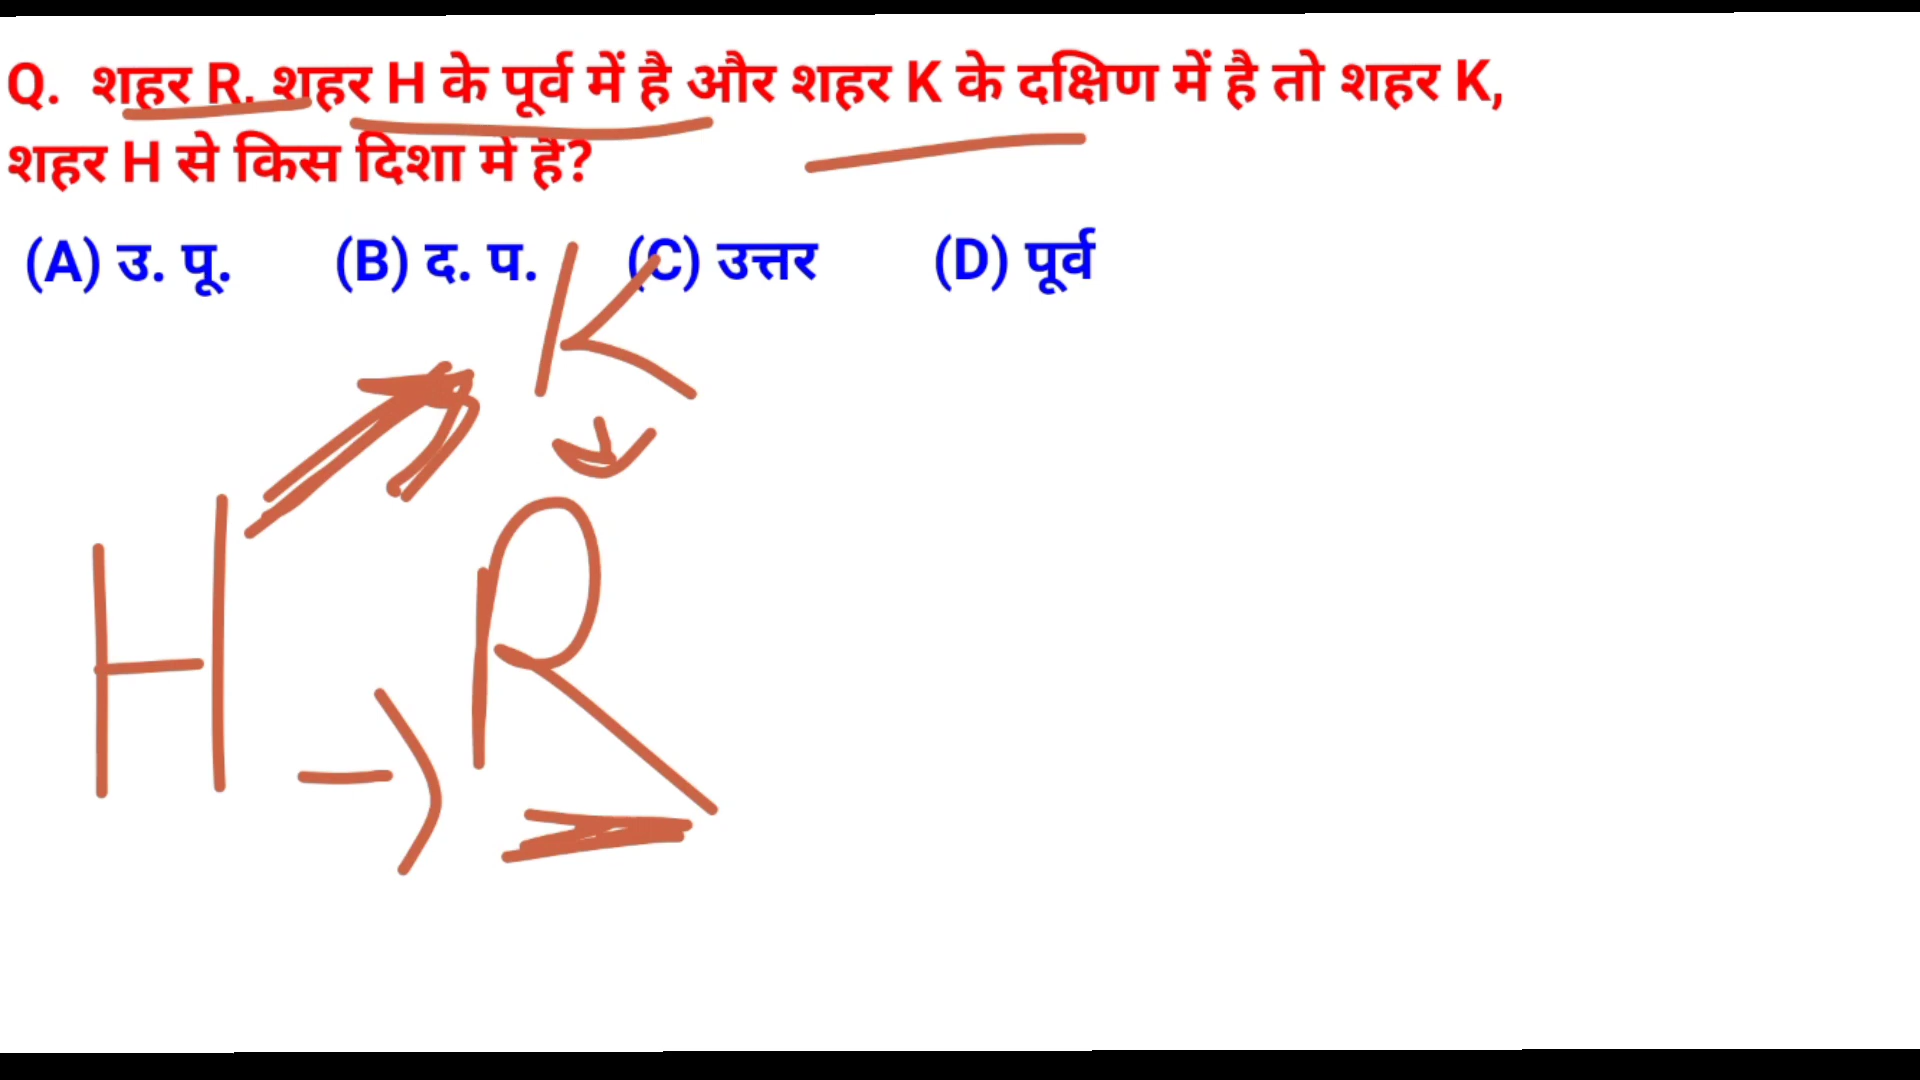 Q. शहर R, शहर H के पूर्व में है और शहर K के दक्षिण में है तो शहर K,
शहर H से किस दिशा में है?
(A) उ. पू. (B) द. प. (C) उत्तर (D) पूर्व
K
H R